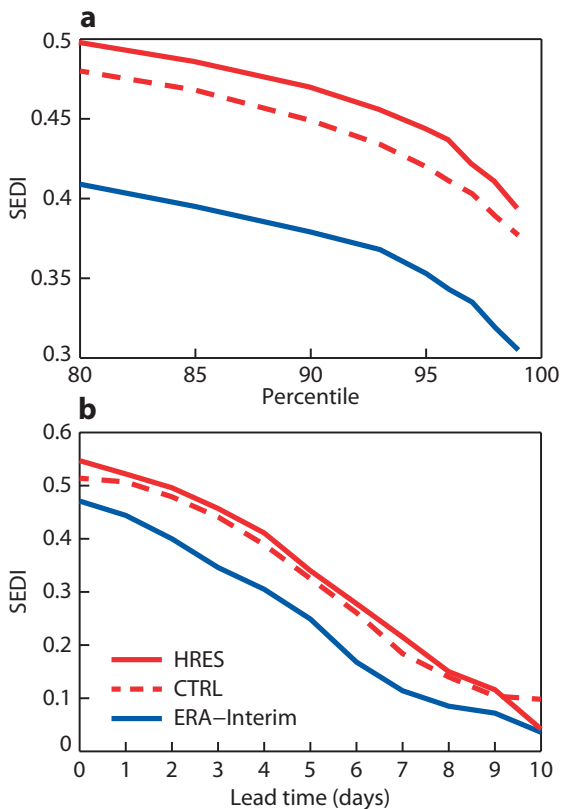 a
0.5
0.45
0.4
0.35
0.3
SEDI
80 85 90 95 100
Percentile
b
0.6
0.5
0.4
0.3
0.2
0.1
0
SEDI
HRES
CTRL
ERA–Interim
0 1 2 3 4 5 6 7 8 9 10
Lead time (days)